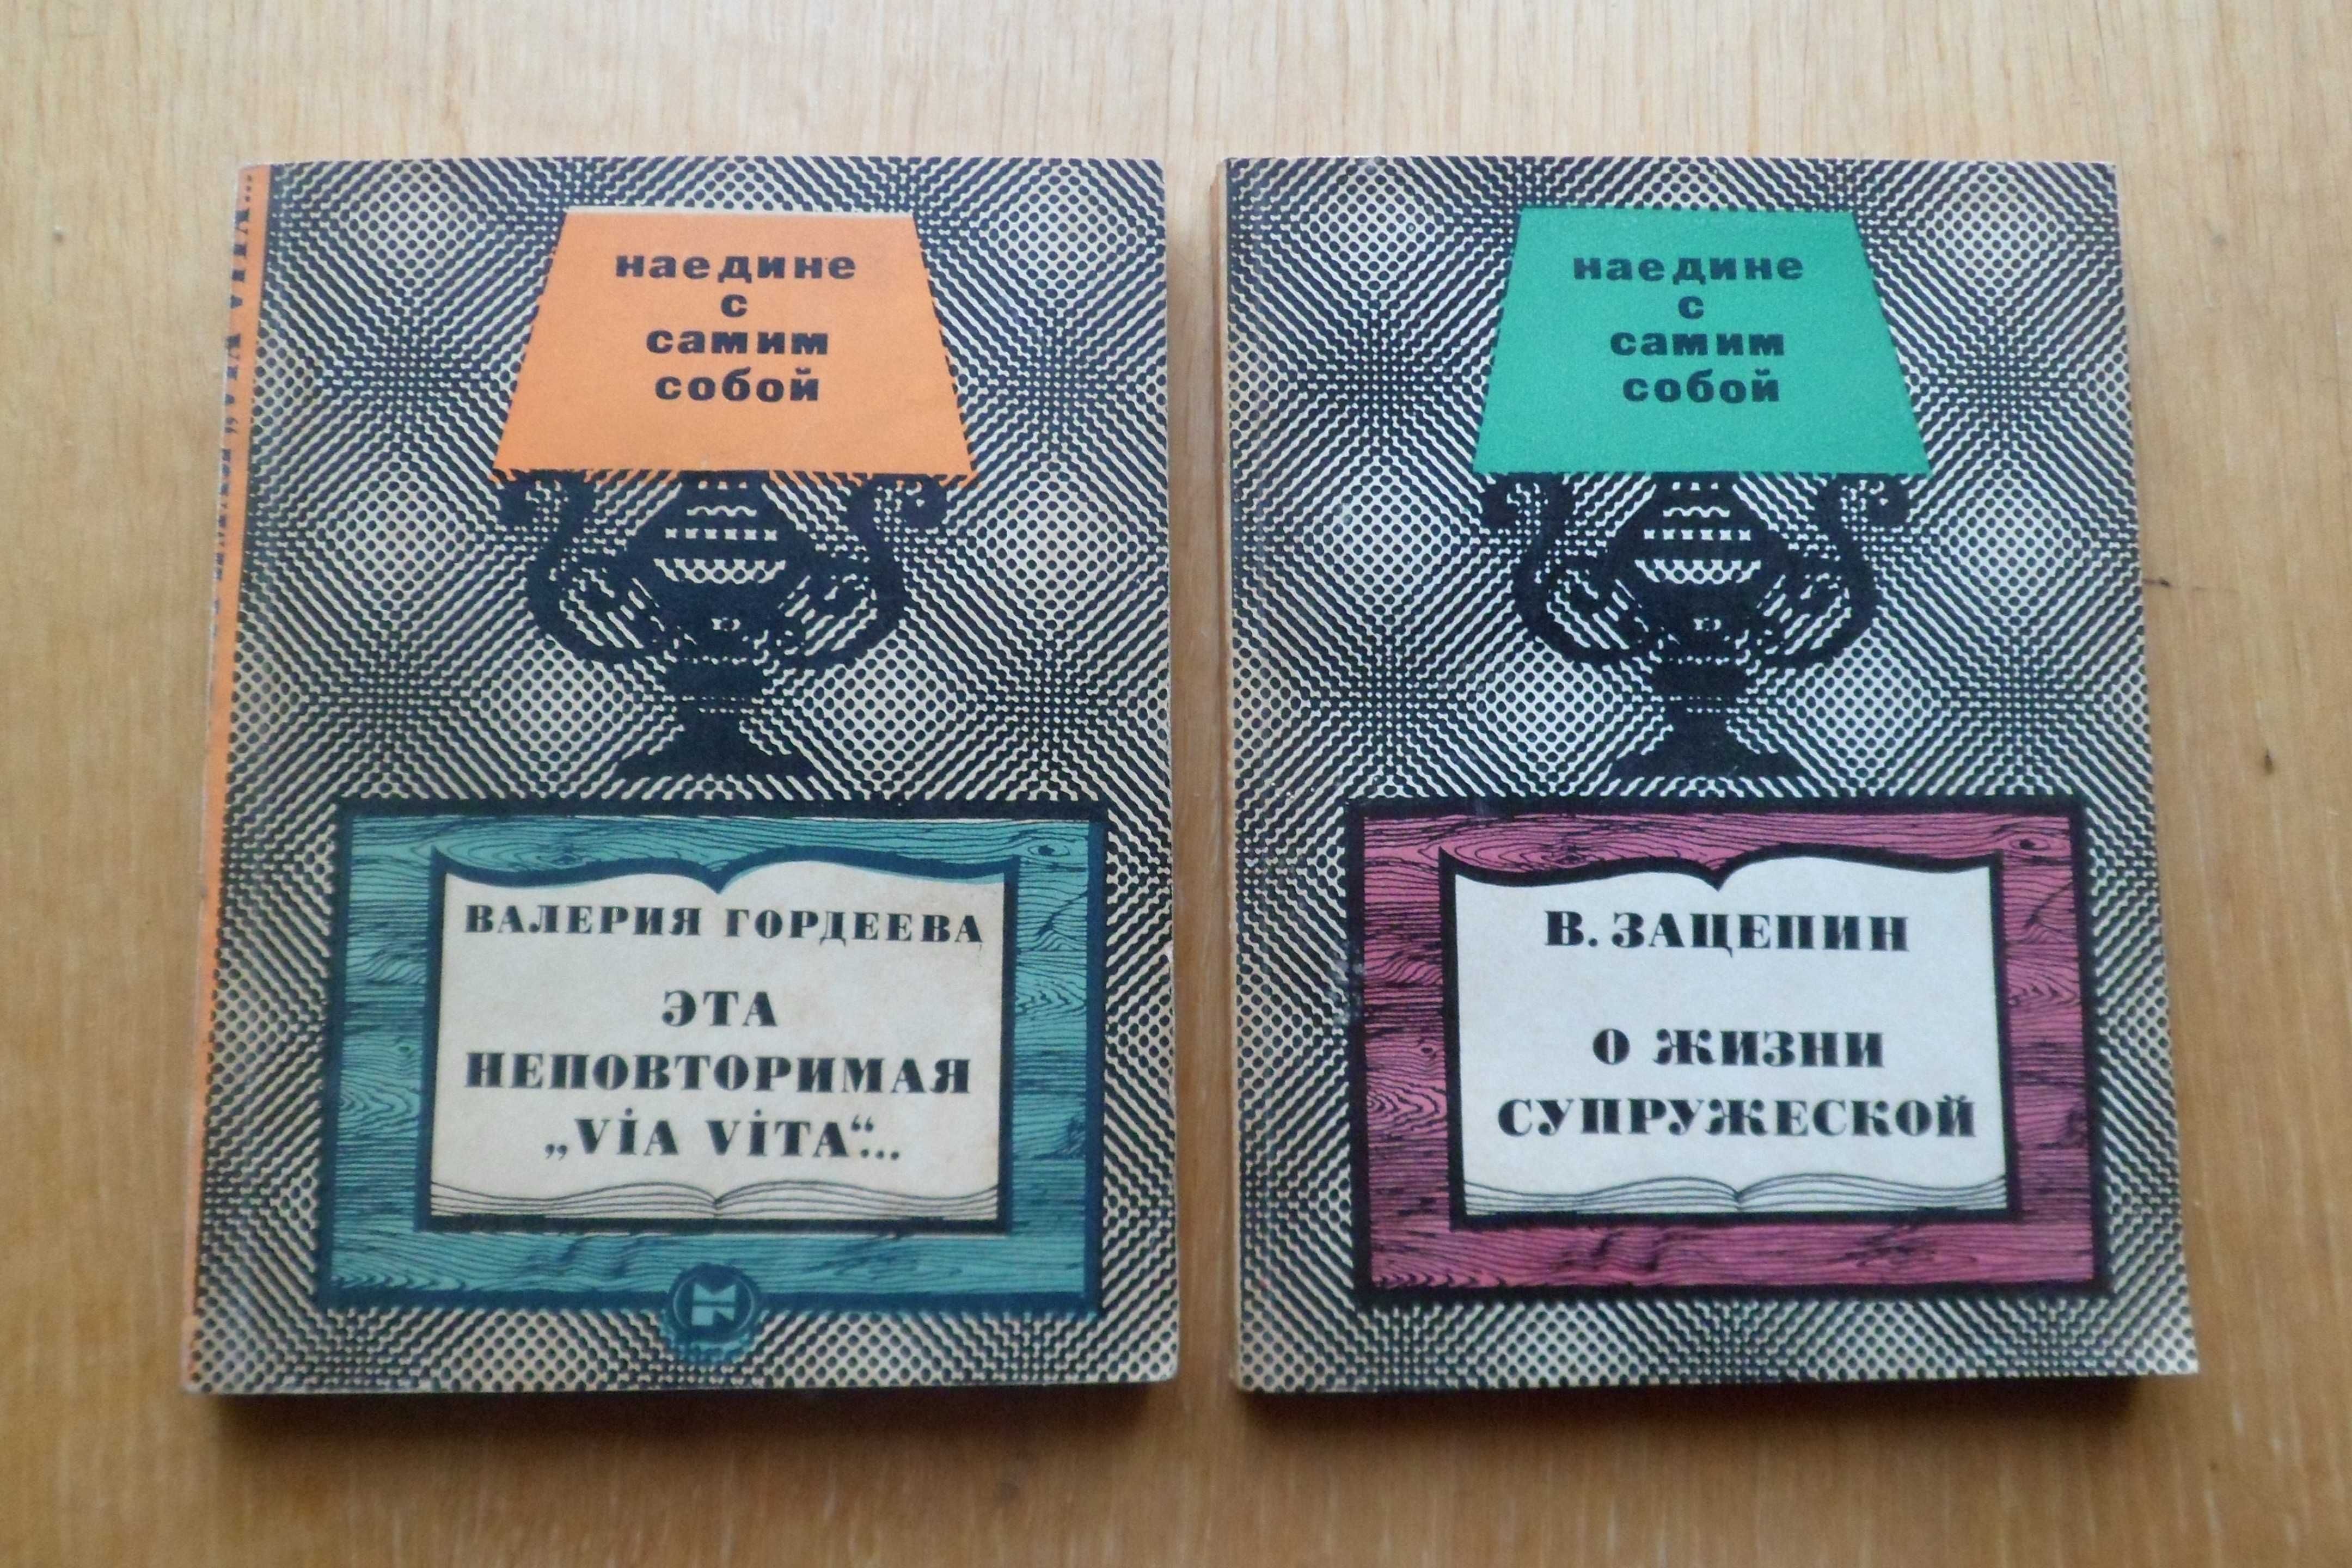 наедине
с
самим
собой
ВАЛЕРИЯ ГОРДЕЕВА
ЭТА
НЕПОВТОРИМАЯ
„ViA ViTA“...
наедине
с
самим
собой
В. ЗАЦЕПИН
О ЖИЗНИ
СУПРУЖЕСКОЙ